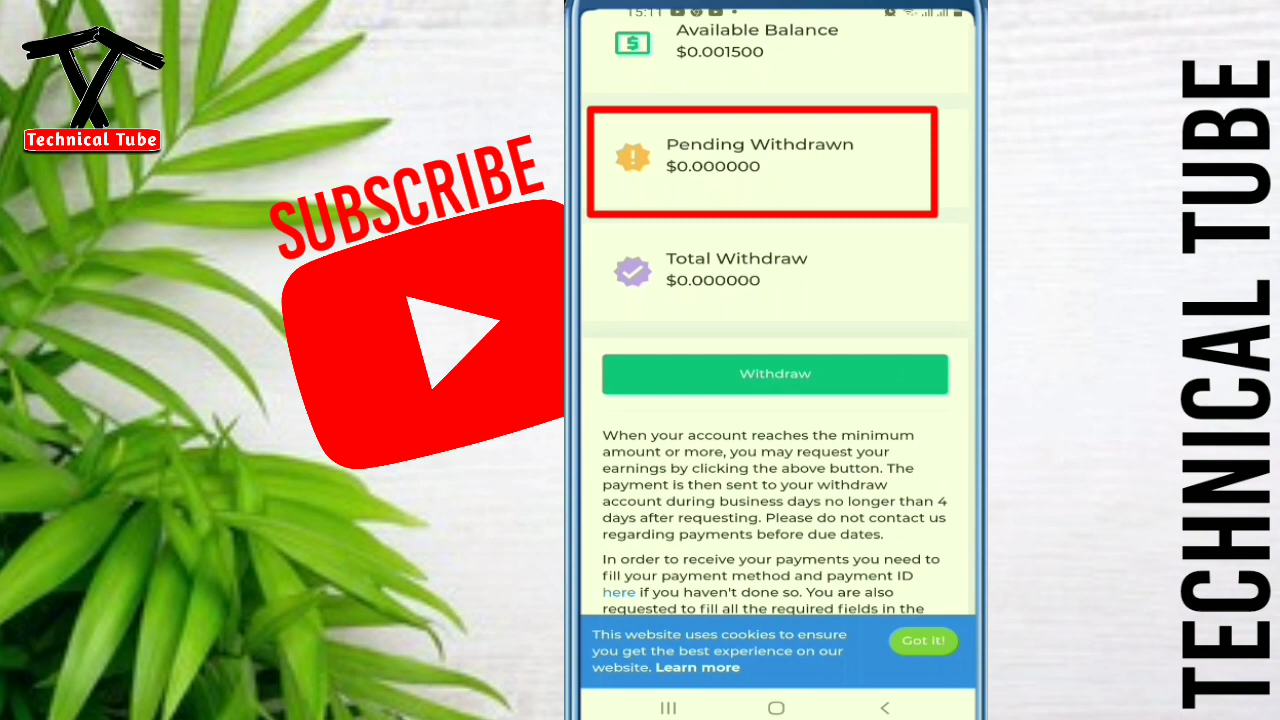 Technical Tube
SUBSCRIBE
15:11
Available Balance
$0.001500
Pending Withdrawn
$0.000000
Total Withdraw
$0.000000
Withdraw
When your account reaches the minimum
amount or more, you may request your
earnings by clicking the above button. The
payment is then sent to your withdraw
account during business days no longer than 4
days after requesting. Please do not contact us
regarding payments before due dates.
In order to receive your payments you need to
fill your payment method and payment ID
here if you haven't done so. You are also
requested to fill all the required fields in the
This website uses cookies to ensure
you get the best experience on our
website. Learn more
Got it!
TECHNICAL TUBE